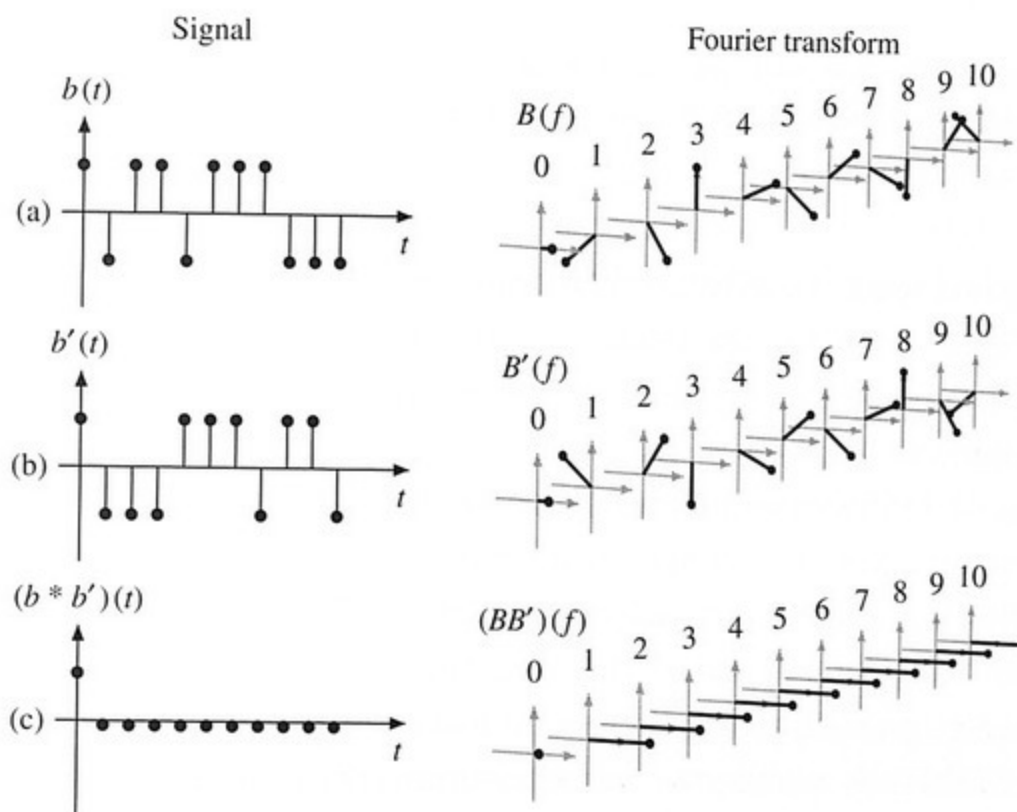 Signal
Fourier transform
b(t)
B(f)
0 1 2 3 4 5 6 7 8 9 10
(a)
t
b′(t)
B′(f)
0 1 2 3 4 5 6 7 8 9 10
(b)
t
(b * b′)(t)
(BB′)(f)
0 1 2 3 4 5 6 7 8 9 10
(c)
t